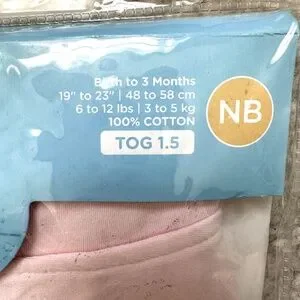 Birth to 3 Months
19" to 23" | 48 to 58 cm
6 to 12 lbs | 3 to 5 kg
100% COTTON
TOG 1.5
NB